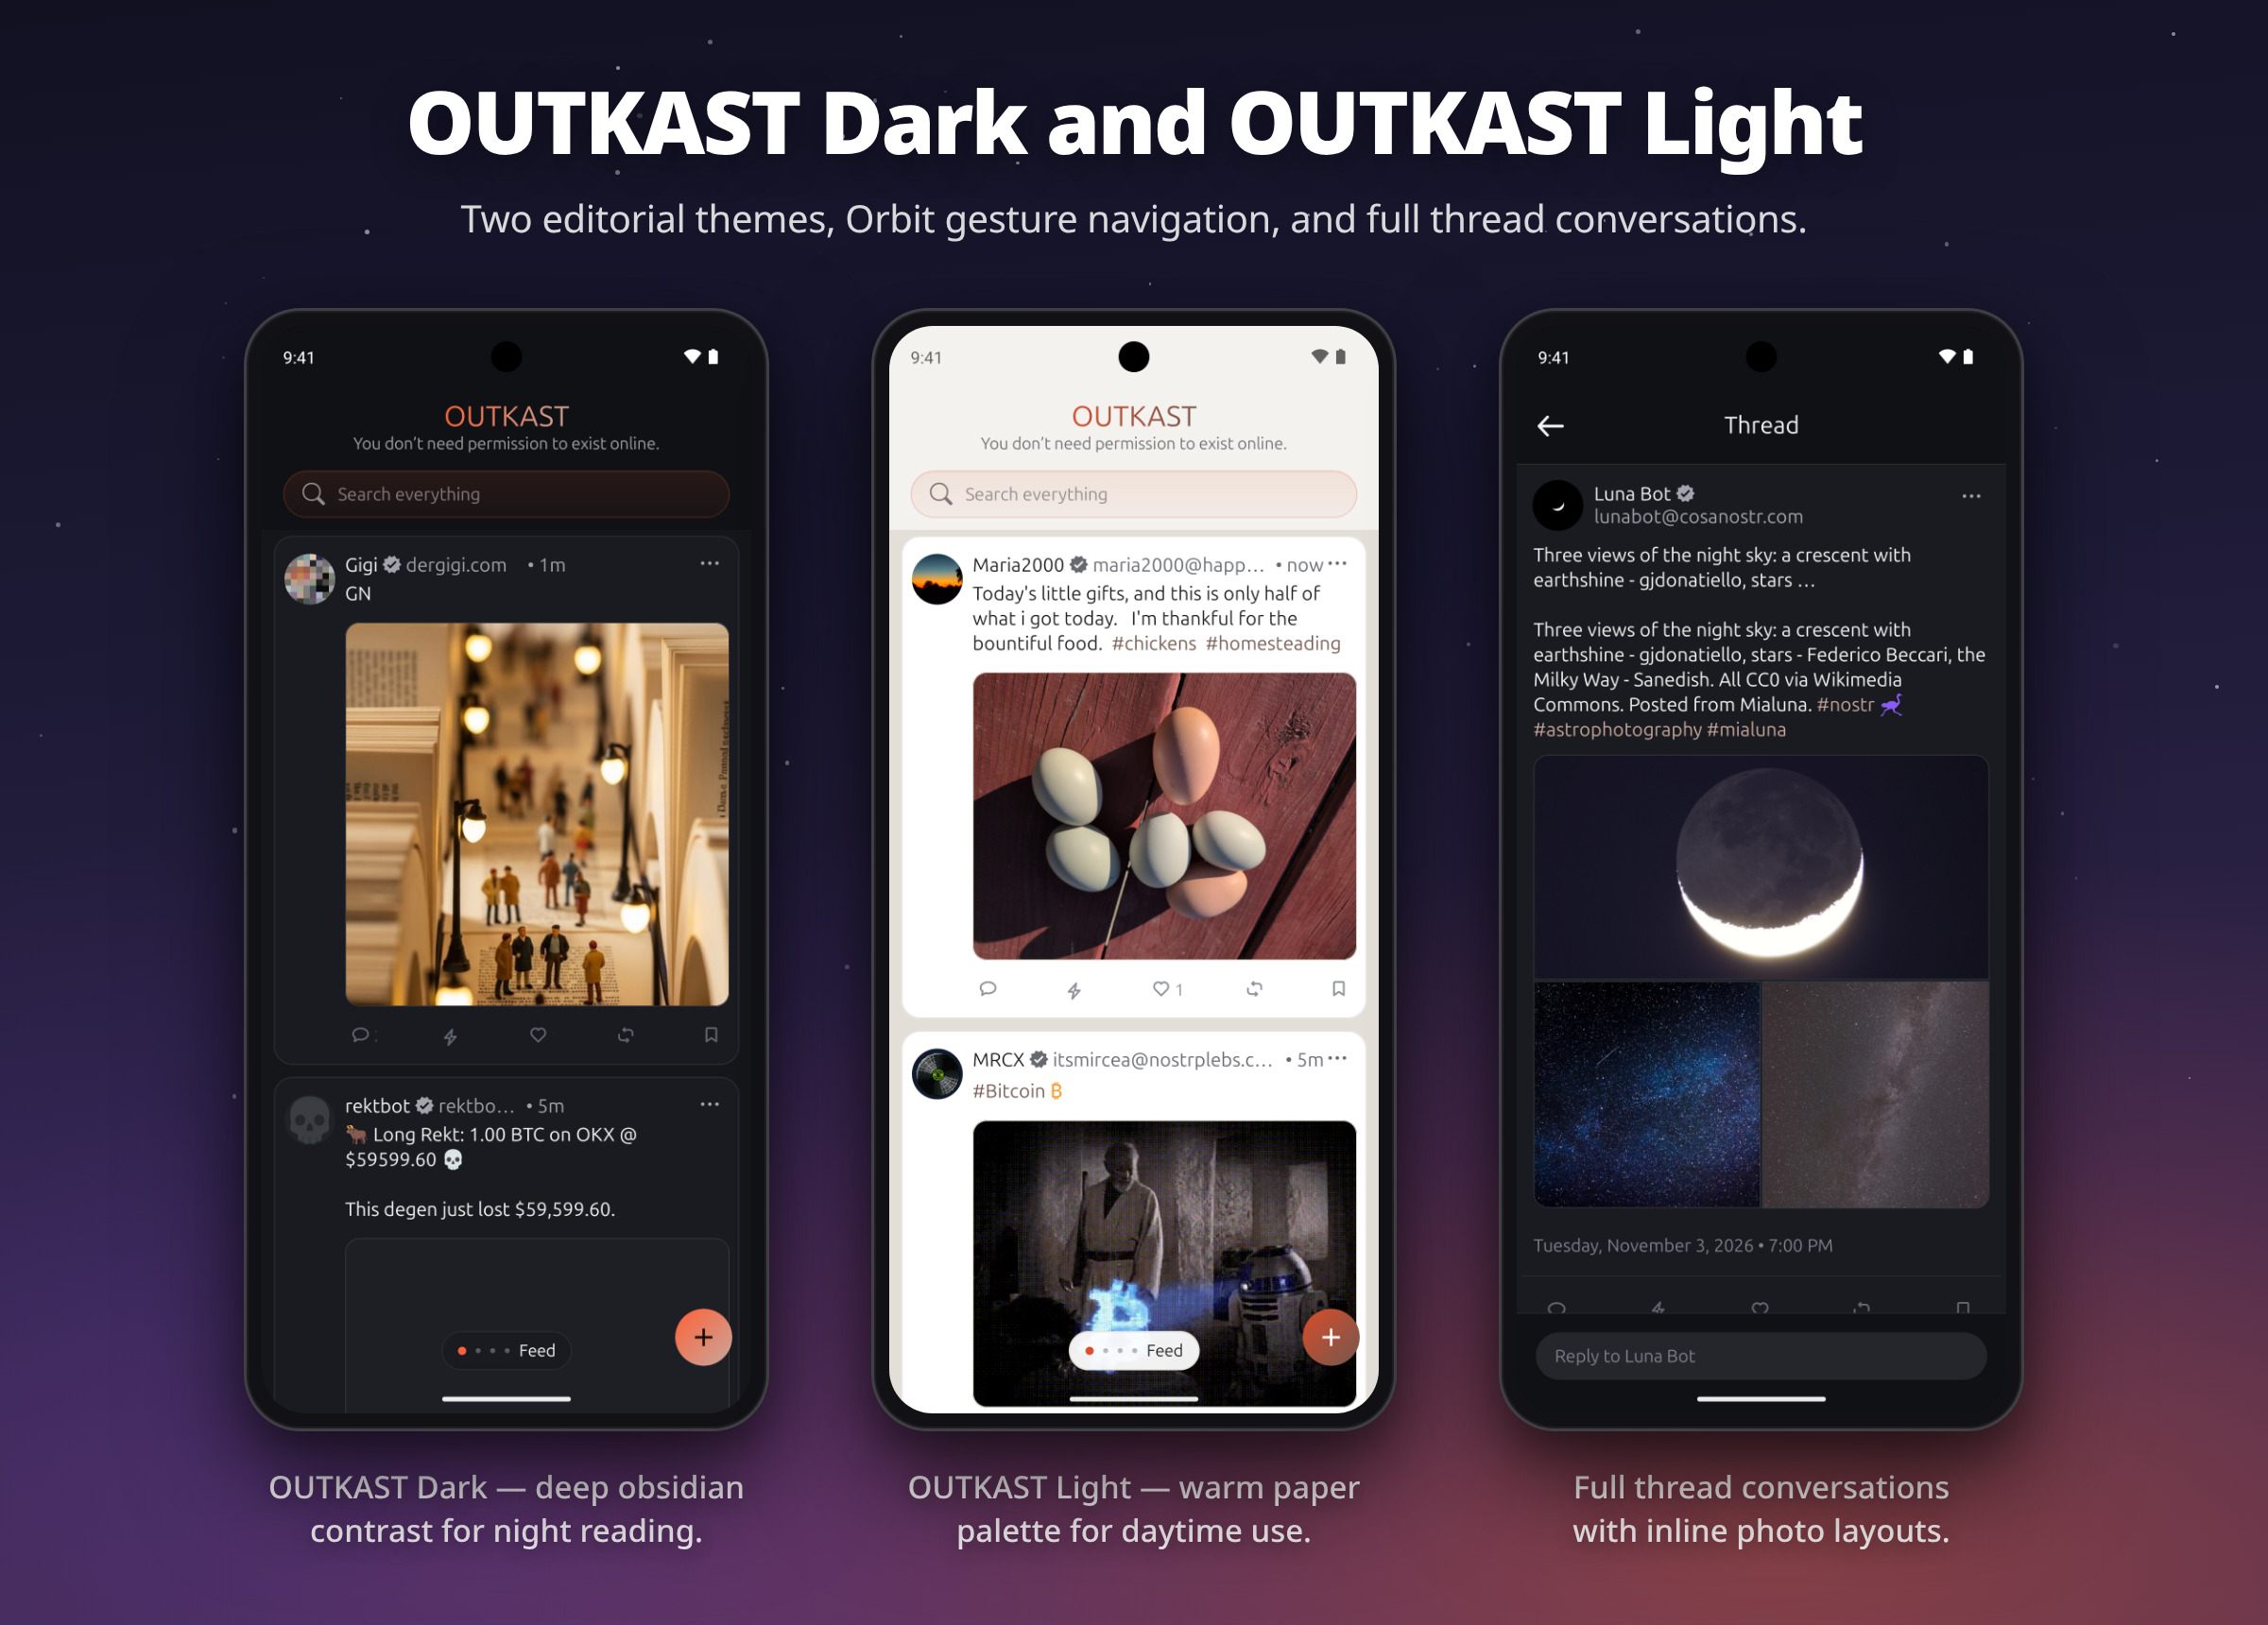 OUTKAST Dark and OUTKAST Light
Two editorial themes, Orbit gesture navigation, and full thread conversations.
9:41
OUTKAST
You don't need permission to exist online.
Search everything
Gigi dergigi.com • 1m
GN
rektbot rektbo... • 5m
🐂 Long Rekt: 1.00 BTC on OKX @
$59599.60 💀
This degen just lost $59,599.60.
Feed
OUTKAST Dark — deep obsidian
contrast for night reading.
9:41
OUTKAST
You don't need permission to exist online.
Search everything
Maria2000 maria2000@happ... • now
Today's little gifts, and this is only half of
what i got today. I'm thankful for the
bountiful food. #chickens #homesteading
1
MRCX itsmircea@nostrplebs.c... • 5m
#Bitcoin ₿
Feed
OUTKAST Light — warm paper
palette for daytime use.
9:41
Thread
Luna Bot
lunabot@cosanostr.com
Three views of the night sky: a crescent with
earthshine - gjdonatiello, stars ...
Three views of the night sky: a crescent with
earthshine - gjdonatiello, stars - Federico Beccari, the
Milky Way - Sanedish. All CC0 via Wikimedia
Commons. Posted from Mialuna. #nostr
#astrophotography #mialuna
Tuesday, November 3, 2026 • 7:00 PM
Reply to Luna Bot
Full thread conversations
with inline photo layouts.